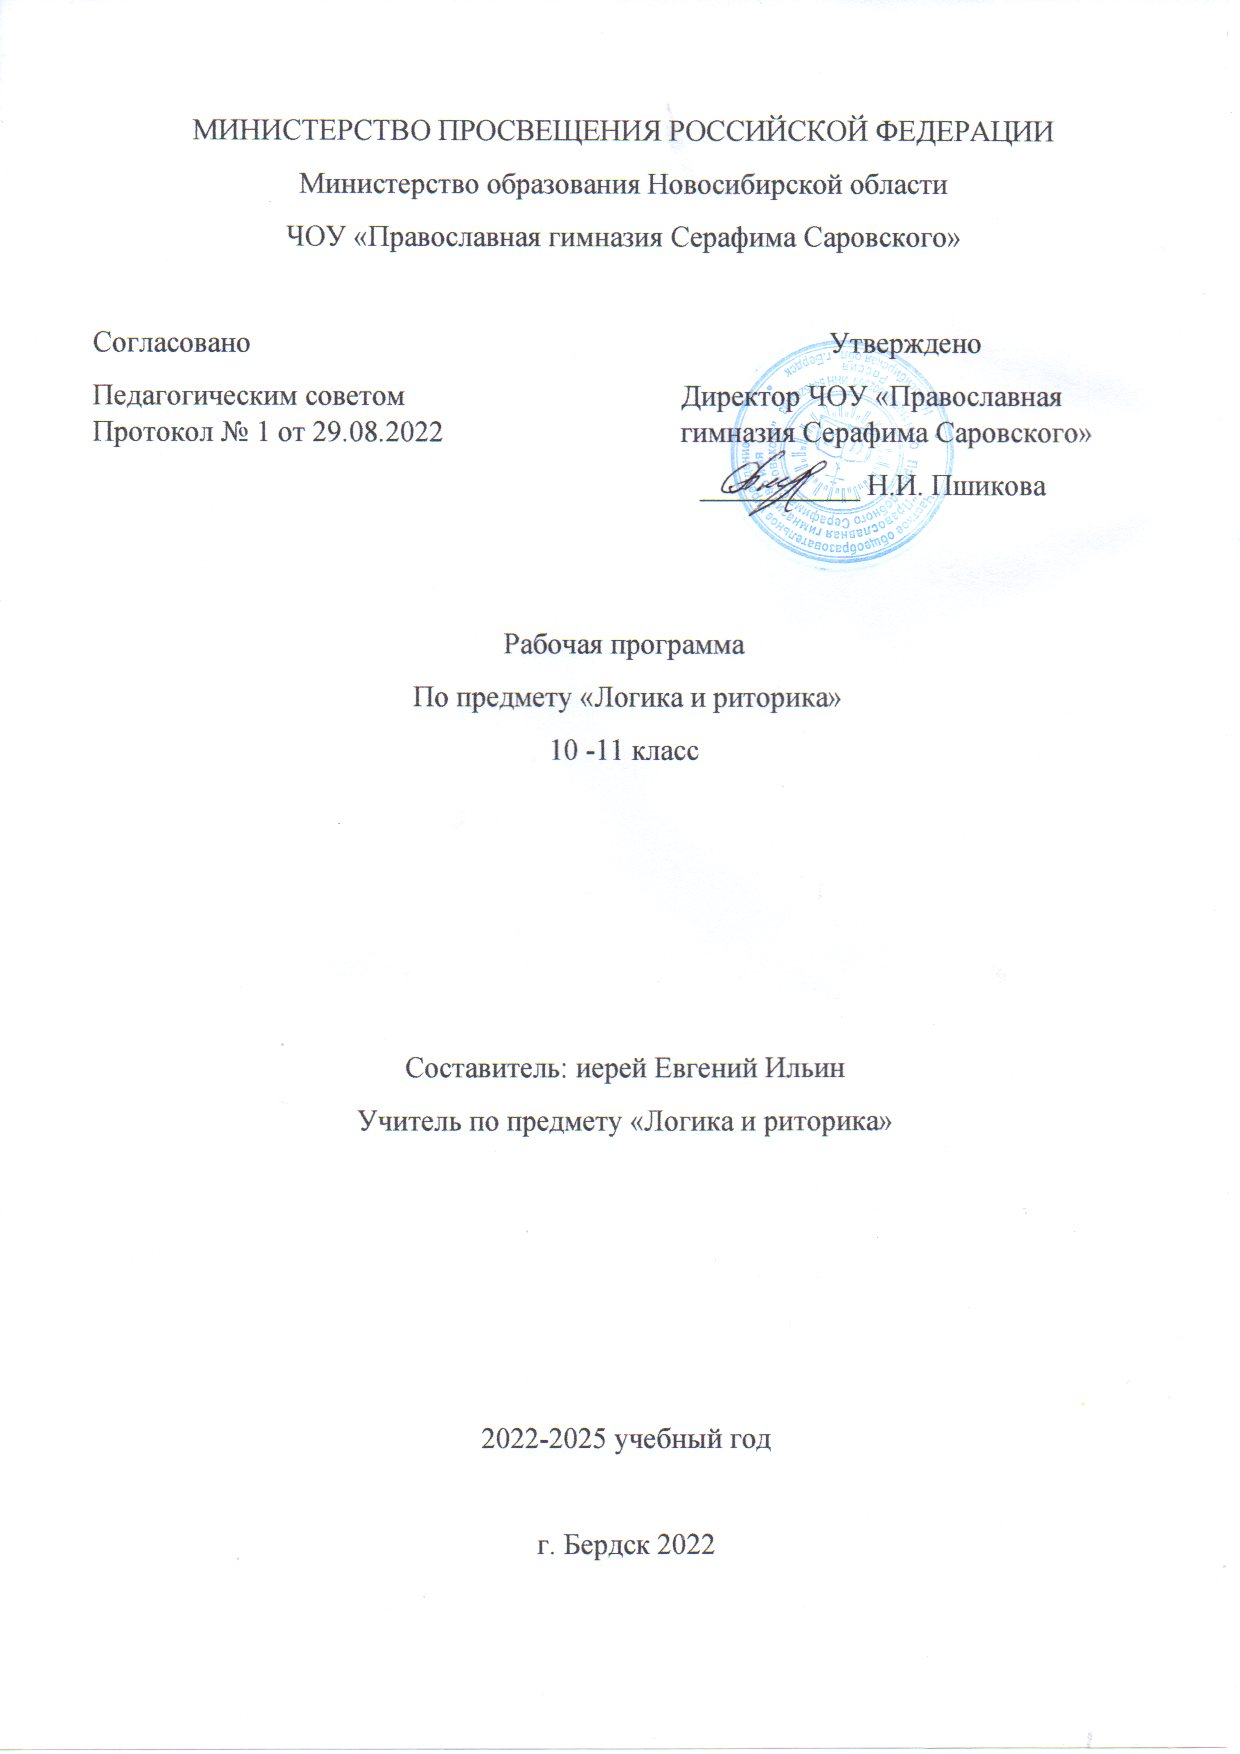 МИНИСТЕРСТВО ПРОСВЕЩЕНИЯ РОССИЙСКОЙ ФЕДЕРАЦИИ
Министерство образования Новосибирской области
ЧОУ «Православная гимназия Серафима Саровского»
Согласовано
Педагогическим советом
Протокол № 1 от 29.08.2022
Утверждено
Директор ЧОУ «Православная
гимназия Серафима Саровского»
Н.И. Пшикова
Рабочая программа
По предмету «Логика и риторика»
10 -11 класс
Составитель: иерей Евгений Ильин
Учитель по предмету «Логика и риторика»
2022-2025 учебный год
г. Бердск 2022